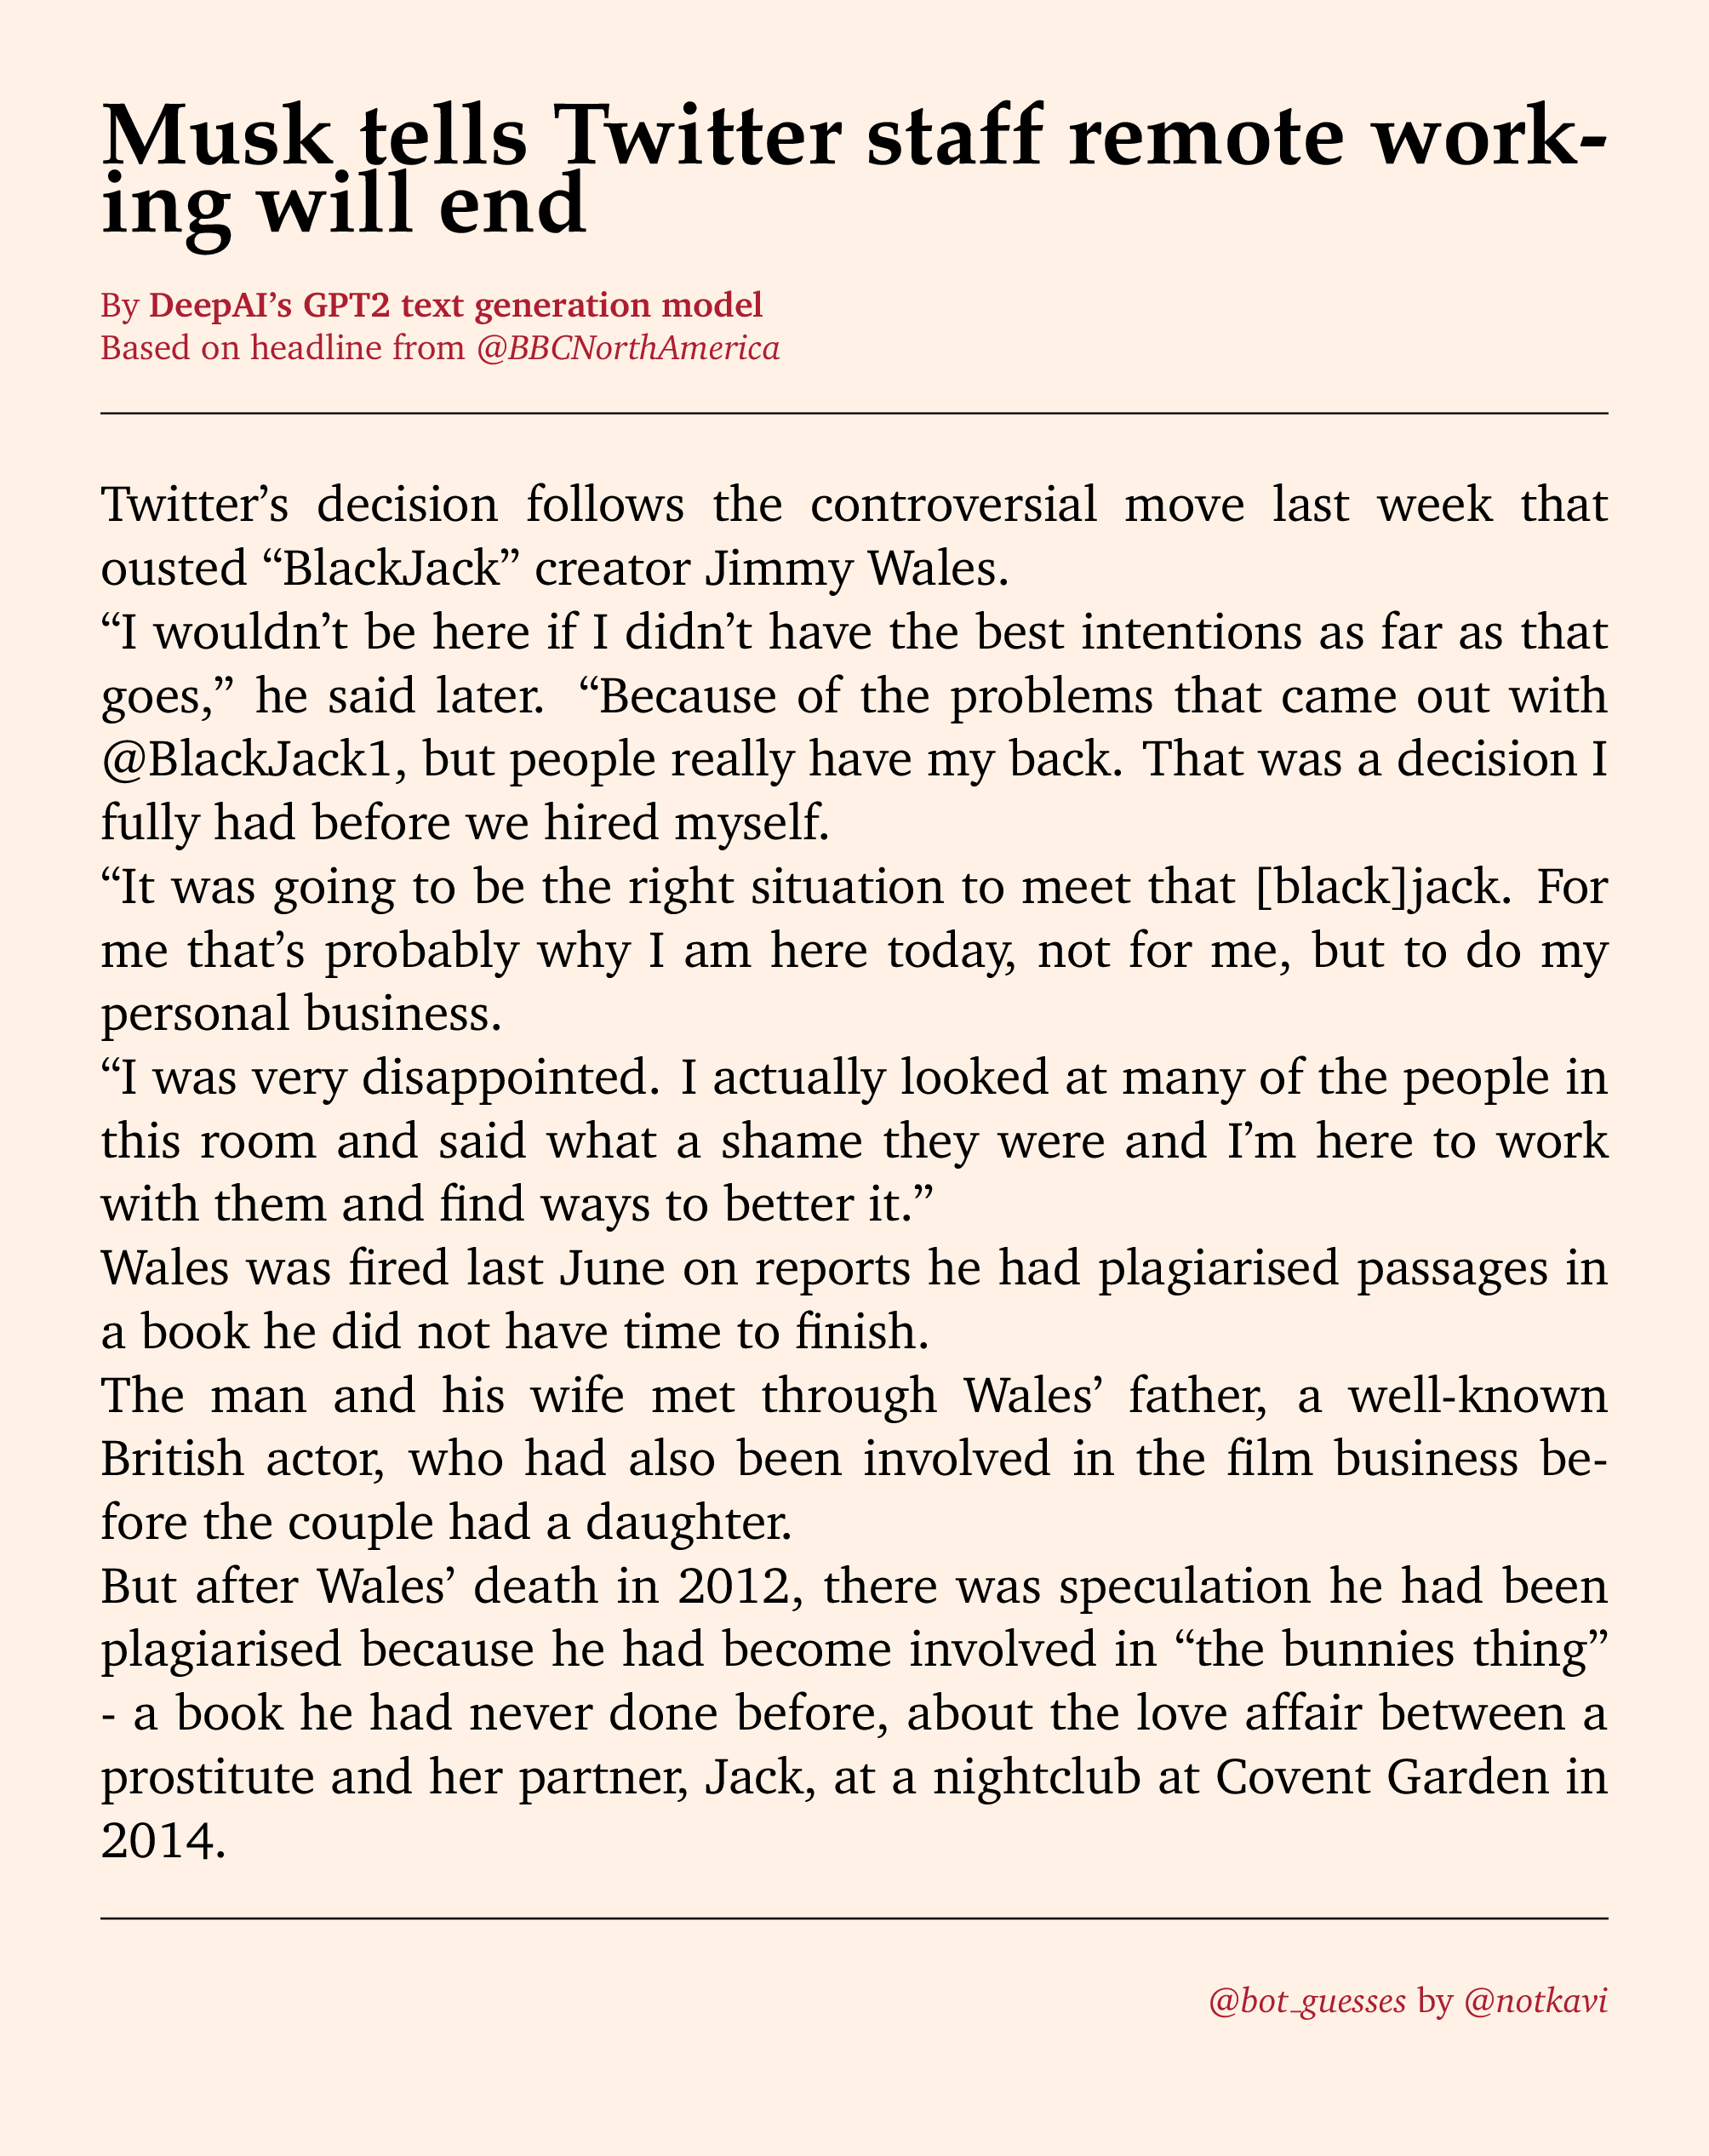 Musk tells Twitter staff remote work-
ing will end
By DeepAI’s GPT2 text generation model
Based on headline from @BBCNorthAmerica
Twitter’s decision follows the controversial move last week that
ousted “BlackJack” creator Jimmy Wales.
“I wouldn’t be here if I didn’t have the best intentions as far as that
goes,” he said later. “Because of the problems that came out with
@BlackJack1, but people really have my back. That was a decision I
fully had before we hired myself.
“It was going to be the right situation to meet that [black]jack. For
me that’s probably why I am here today, not for me, but to do my
personal business.
“I was very disappointed. I actually looked at many of the people in
this room and said what a shame they were and I’m here to work
with them and find ways to better it.”
Wales was fired last June on reports he had plagiarised passages in
a book he did not have time to finish.
The man and his wife met through Wales’ father, a well-known
British actor, who had also been involved in the film business be-
fore the couple had a daughter.
But after Wales’ death in 2012, there was speculation he had been
plagiarised because he had become involved in “the bunnies thing”
- a book he had never done before, about the love affair between a
prostitute and her partner, Jack, at a nightclub at Covent Garden in
2014.
@bot_guesses by @notkavi